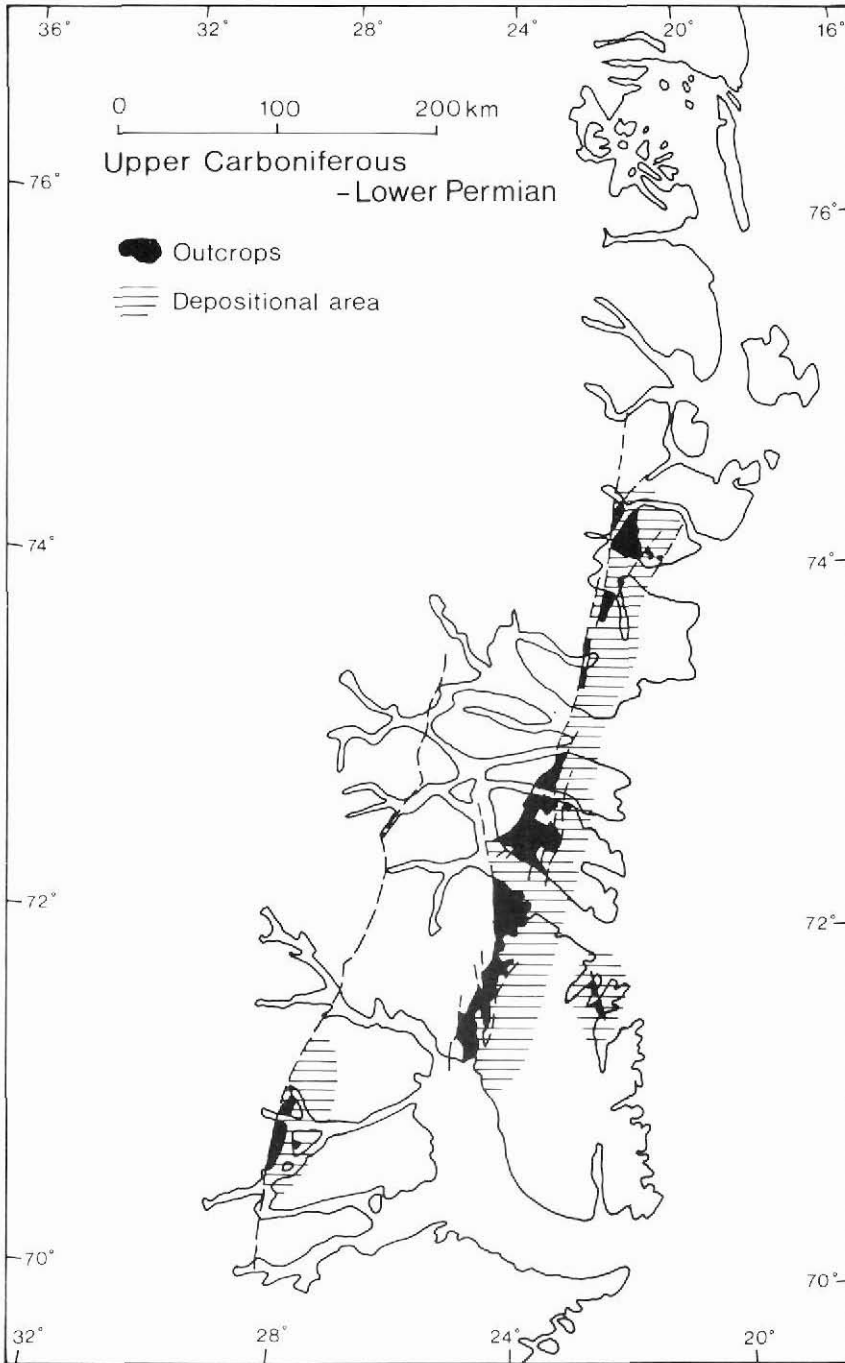 36° 32° 28° 24° 20° 16°
0 100 200 km
Upper Carboniferous
– Lower Permian
76° 76°
Outcrops
Depositional area
74° 74°
72° 72°
70° 70°
32° 28° 24° 20°